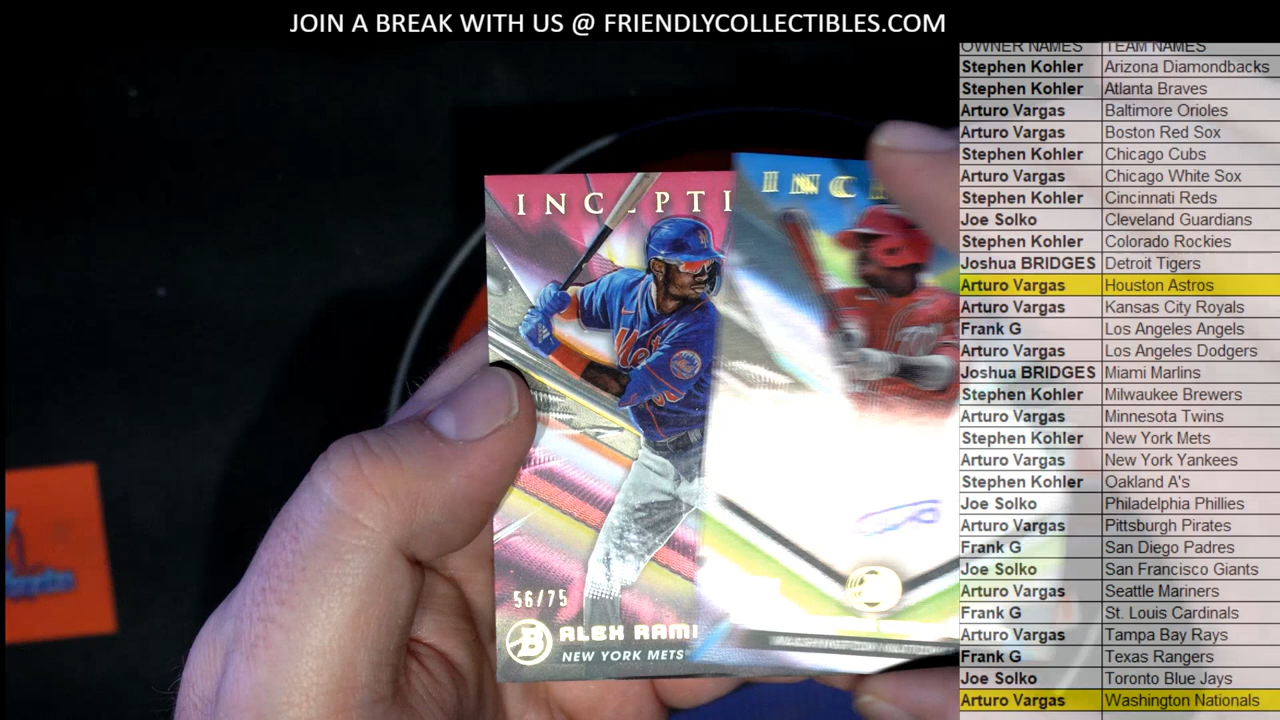 JOIN A BREAK WITH US @ FRIENDLYCOLLECTIBLES.COM
OWNER NAMES TEAM NAMES
Stephen Kohler Arizona Diamondbacks
Stephen Kohler Atlanta Braves
Arturo Vargas Baltimore Orioles
Arturo Vargas Boston Red Sox
Stephen Kohler Chicago Cubs
Arturo Vargas Chicago White Sox
Stephen Kohler Cincinnati Reds
Joe Solko Cleveland Guardians
Stephen Kohler Colorado Rockies
Joshua BRIDGES Detroit Tigers
Arturo Vargas Houston Astros
Arturo Vargas Kansas City Royals
Frank G Los Angeles Angels
Arturo Vargas Los Angeles Dodgers
Joshua BRIDGES Miami Marlins
Stephen Kohler Milwaukee Brewers
Arturo Vargas Minnesota Twins
Stephen Kohler New York Mets
Arturo Vargas New York Yankees
Stephen Kohler Oakland A's
Joe Solko Philadelphia Phillies
Arturo Vargas Pittsburgh Pirates
Frank G San Diego Padres
Joe Solko San Francisco Giants
Arturo Vargas Seattle Mariners
Frank G St. Louis Cardinals
Arturo Vargas Tampa Bay Rays
Frank G Texas Rangers
Joe Solko Toronto Blue Jays
Arturo Vargas Washington Nationals
INCEPTI
INC
Mets
56/75
B ALEX RAMI
NEW YORK METS